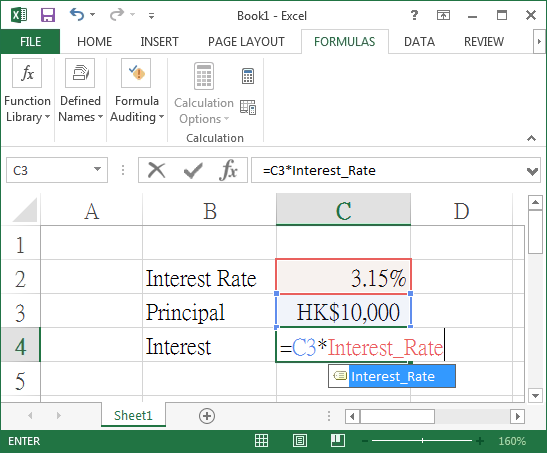 Book1 - Excel
FILE HOME INSERT PAGE LAYOUT FORMULAS DATA REVIEW
fx
Function Library
Defined Names
Formula Auditing
Calculation Options
Calculation
C3 fx =C3*Interest_Rate
A B C D
1
2 Interest Rate 3.15%
3 Principal HK$10,000
4 Interest =C3*Interest_Rate
Interest_Rate
5
Sheet1
ENTER 160%